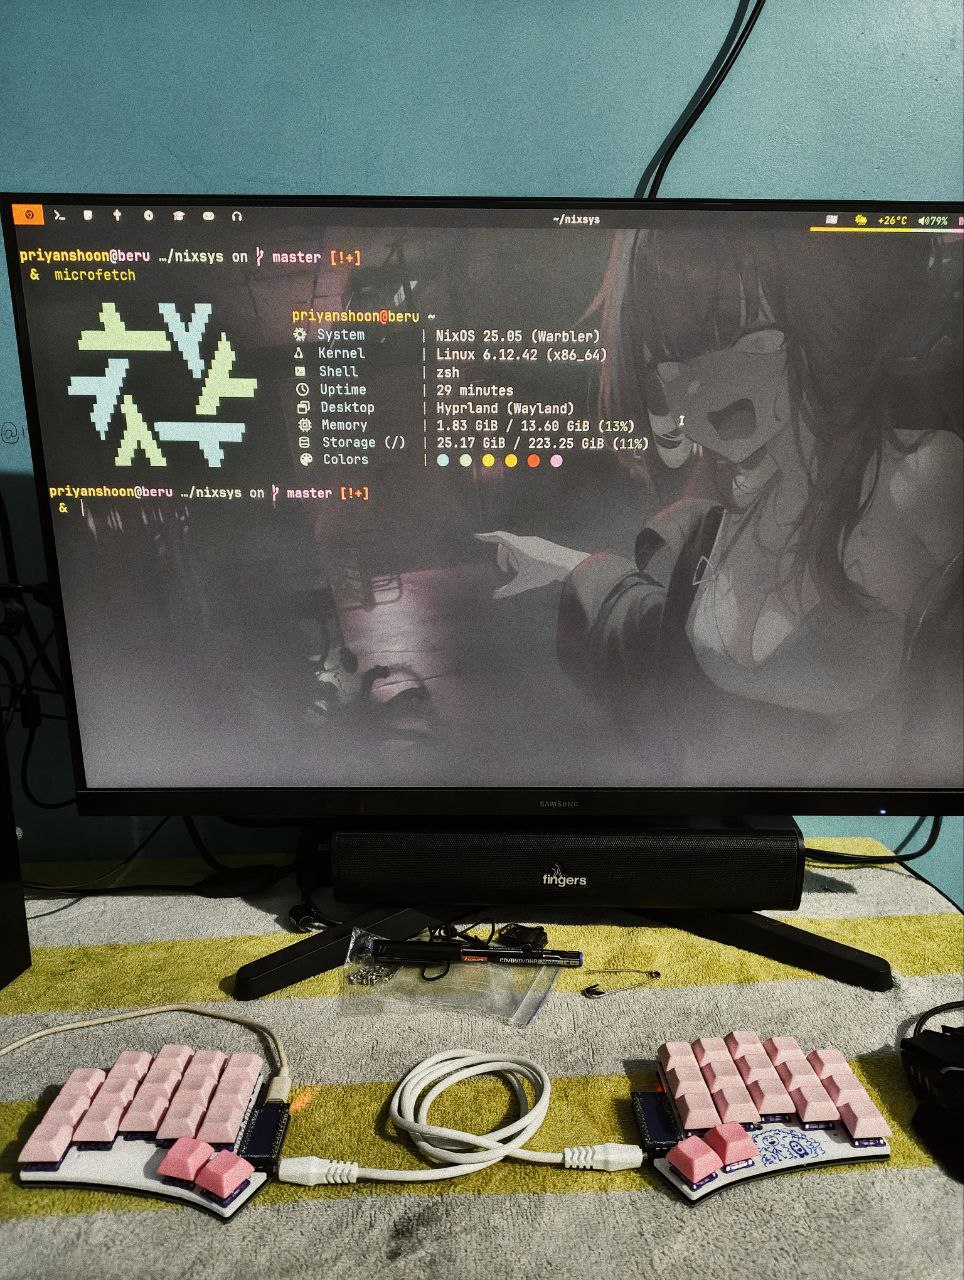 ~/nixsys
+26°C
79%
priyanshoon@beru …/nixsys on master [!+]
& microfetch
priyanshoon@beru ~
System | NixOS 25.05 (Warbler)
Kernel | Linux 6.12.42 (x86_64)
Shell | zsh
Uptime | 29 minutes
Desktop | Hyprland (Wayland)
Memory | 1.83 GiB / 13.60 GiB (13%)
Storage (/) | 25.17 GiB / 223.25 GiB (11%)
Colors |
priyanshoon@beru …/nixsys on master [!+]
&
SAMSUNG
fingers